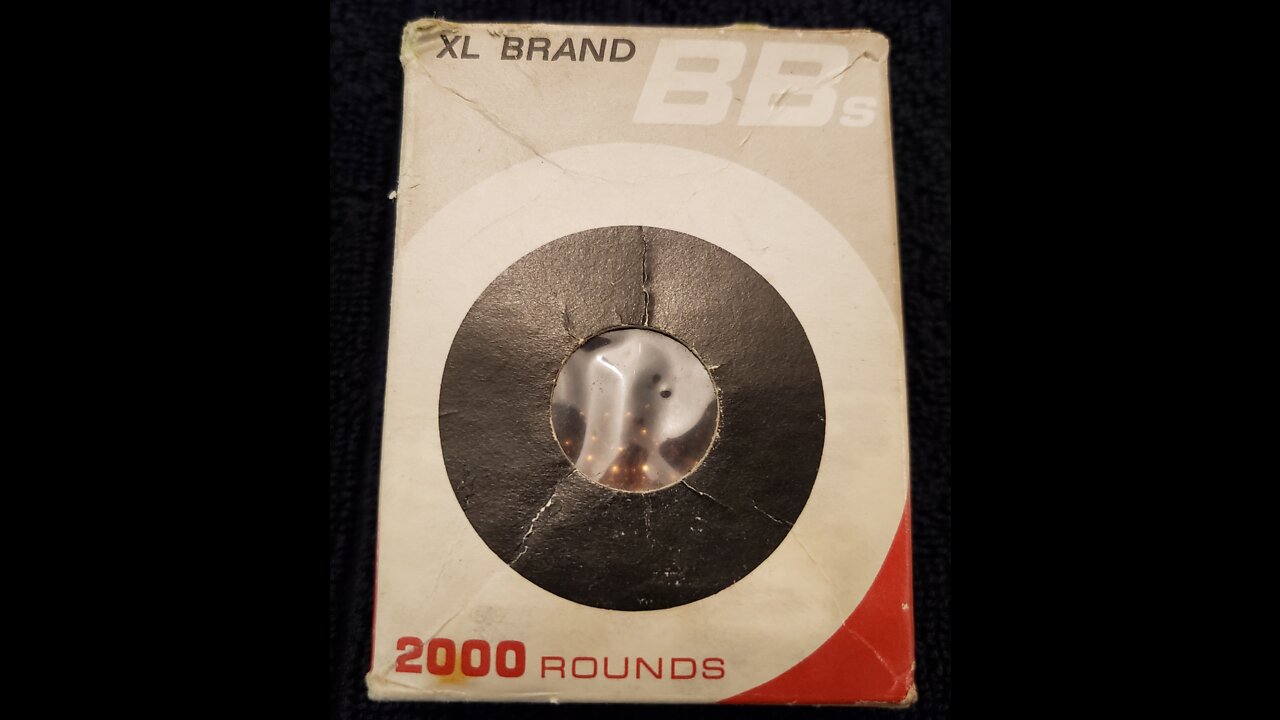 XL BRAND BBs
2000 ROUNDS